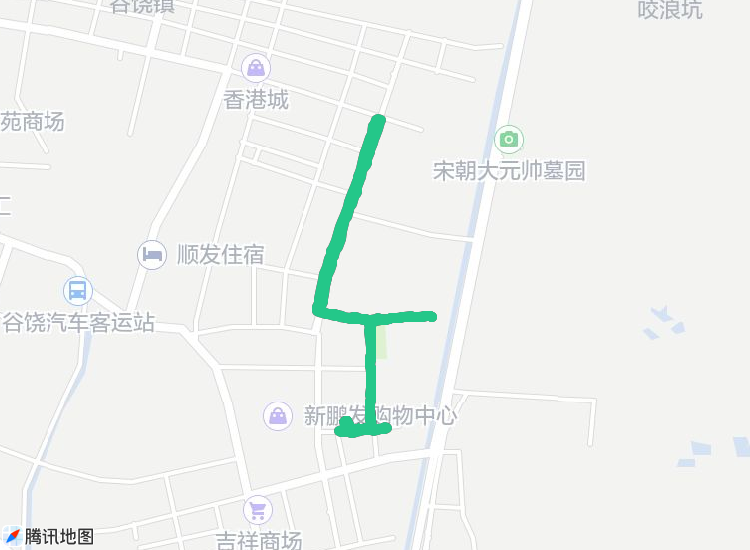 谷饶镇
咬浪坑
香港城
苑商场
宋朝大元帅墓园
汇
顺发住宿
谷饶汽车客运站
新鹏发购物中心
吉祥商场
腾讯地图